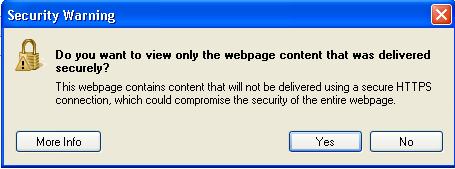 Security Warning
Do you want to view only the webpage content that was delivered
securely?
This webpage contains content that will not be delivered using a secure HTTPS
connection, which could compromise the security of the entire webpage.
More Info
Yes
No